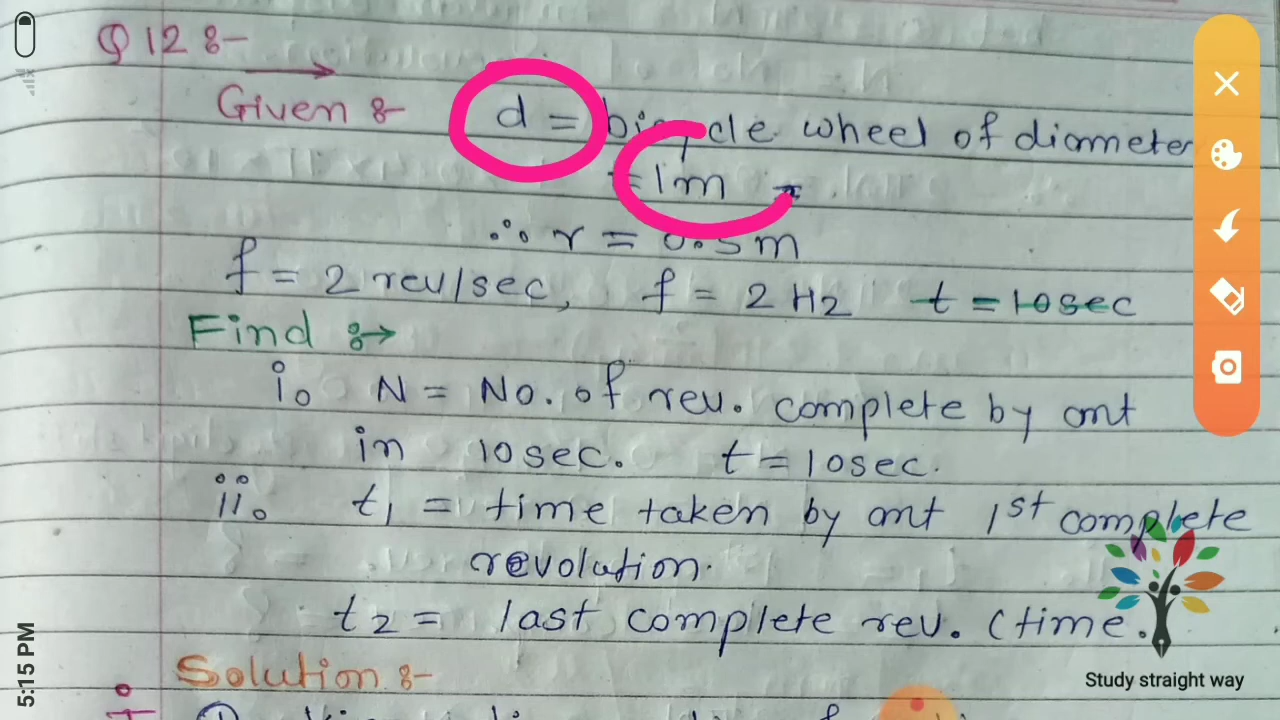 Q 12 :-
Given :- d = bicycle wheel of diameter
= 1m
∴ r = 0.5m
f = 2 rev/sec, f = 2 Hz t = 10sec
Find :→
i. N = No. of rev. complete by ant
in 10sec. t = 10sec.
ii. t1 = time taken by ant 1st complete
revolution.
t2 = last complete rev. (time.
Solution :-
Study straight way
5:15 PM